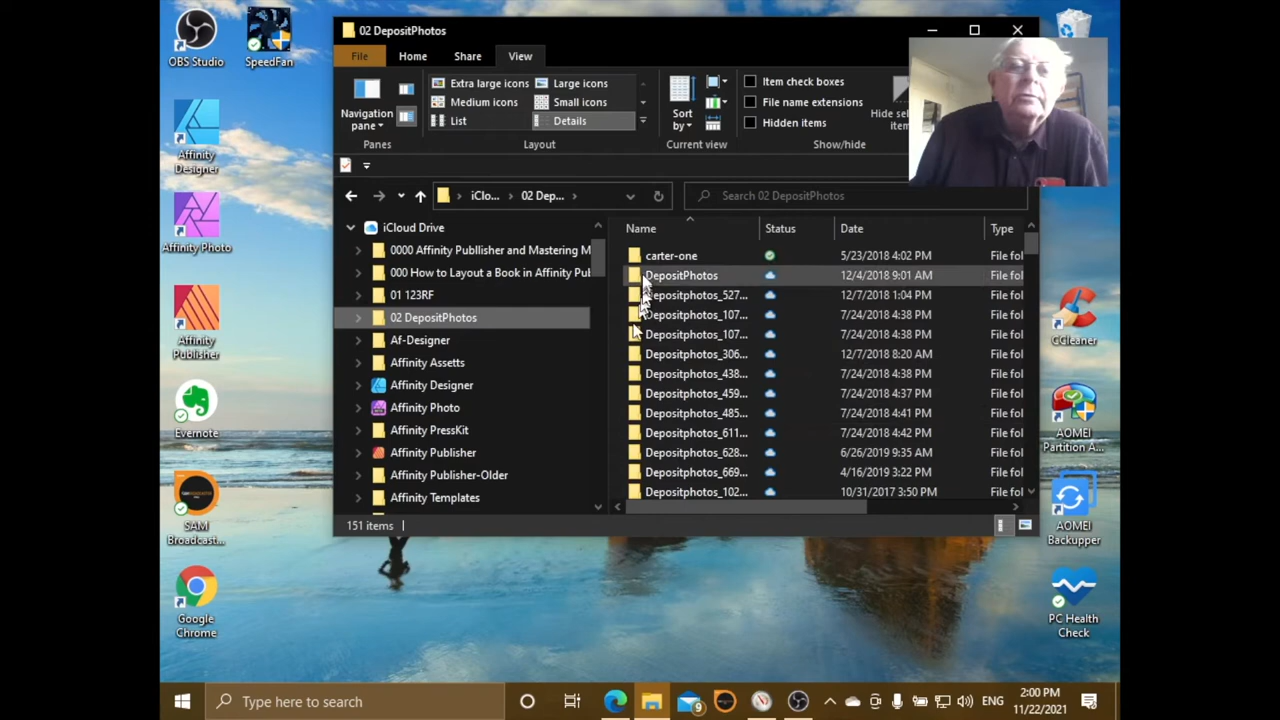 02 DepositPhotos
File Home Share View
Extra large icons Large icons
Medium icons Small icons
List Details
Navigation pane
Sort by
Item check boxes
File name extensions
Hidden items
Hide sel
Panes Layout Current view Show/hide
iClo... 02 Dep...
Search 02 DepositPhotos
iCloud Drive
0000 Affinity Publlisher and Mastering M
000 How to Layout a Book in Affinity Pul
01 123RF
02 DepositPhotos
Af-Designer
Affinity Assetts
Affinity Designer
Affinity Photo
Affinity PressKit
Affinity Publisher
Affinity Publisher-Older
Affinity Templates
Name Status Date Type
carter-one 5/23/2018 4:02 PM File fol
DepositPhotos 12/4/2018 9:01 AM File fol
Depositphotos_527... 12/7/2018 1:04 PM File fol
Depositphotos_107... 7/24/2018 4:38 PM File fol
Depositphotos_107... 7/24/2018 4:38 PM File fol
Depositphotos_306... 12/7/2018 8:20 AM File fol
Depositphotos_438... 7/24/2018 4:38 PM File fol
Depositphotos_459... 7/24/2018 4:37 PM File fol
Depositphotos_485... 7/24/2018 4:41 PM File fol
Depositphotos_611... 7/24/2018 4:42 PM File fol
Depositphotos_628... 6/26/2019 9:35 AM File fol
Depositphotos_669... 4/16/2019 3:22 PM File fol
Depositphotos_102... 10/31/2017 3:50 PM File fol
151 items
OBS Studio
SpeedFan
Affinity Designer
Affinity Photo
Affinity Publisher
Evernote
SAM Broadcast...
Google Chrome
CCleaner
AOMEI Partition A...
AOMEI Backupper
PC Health Check
Type here to search
9
ENG
2:00 PM
11/22/2021